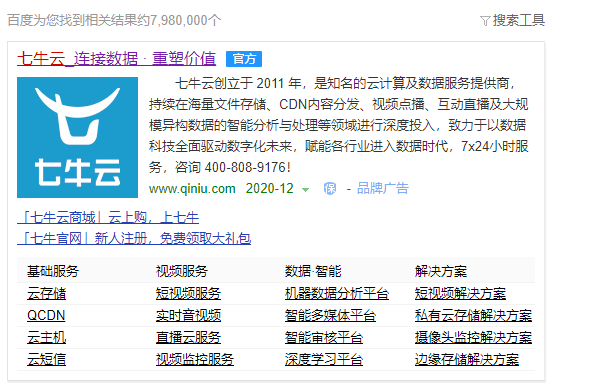 百度为您找到相关结果约7,980,000个
搜索工具
七牛云_连接数据 · 重塑价值 官方
七牛云
七牛云创立于 2011 年，是知名的云计算及数据服务提供商，
持续在海量文件存储、CDN内容分发、视频点播、互动直播及大规
模异构数据的智能分析与处理等领域进行深度投入，致力于以数据
科技全面驱动数字化未来，赋能各行业进入数据时代，7x24小时服
务，咨询 400-808-9176！
www.qiniu.com 2020-12 保 - 品牌广告
「七牛云商城」云上购，上七牛
「七牛官网」新人注册，免费领取大礼包
基础服务 视频服务 数据·智能 解决方案
云存储 短视频服务 机器数据分析平台 短视频解决方案
QCDN 实时音视频 智能多媒体平台 私有云存储解决方案
云主机 直播云服务 智能审核平台 摄像头监控解决方案
云短信 视频监控服务 深度学习平台 边缘存储解决方案